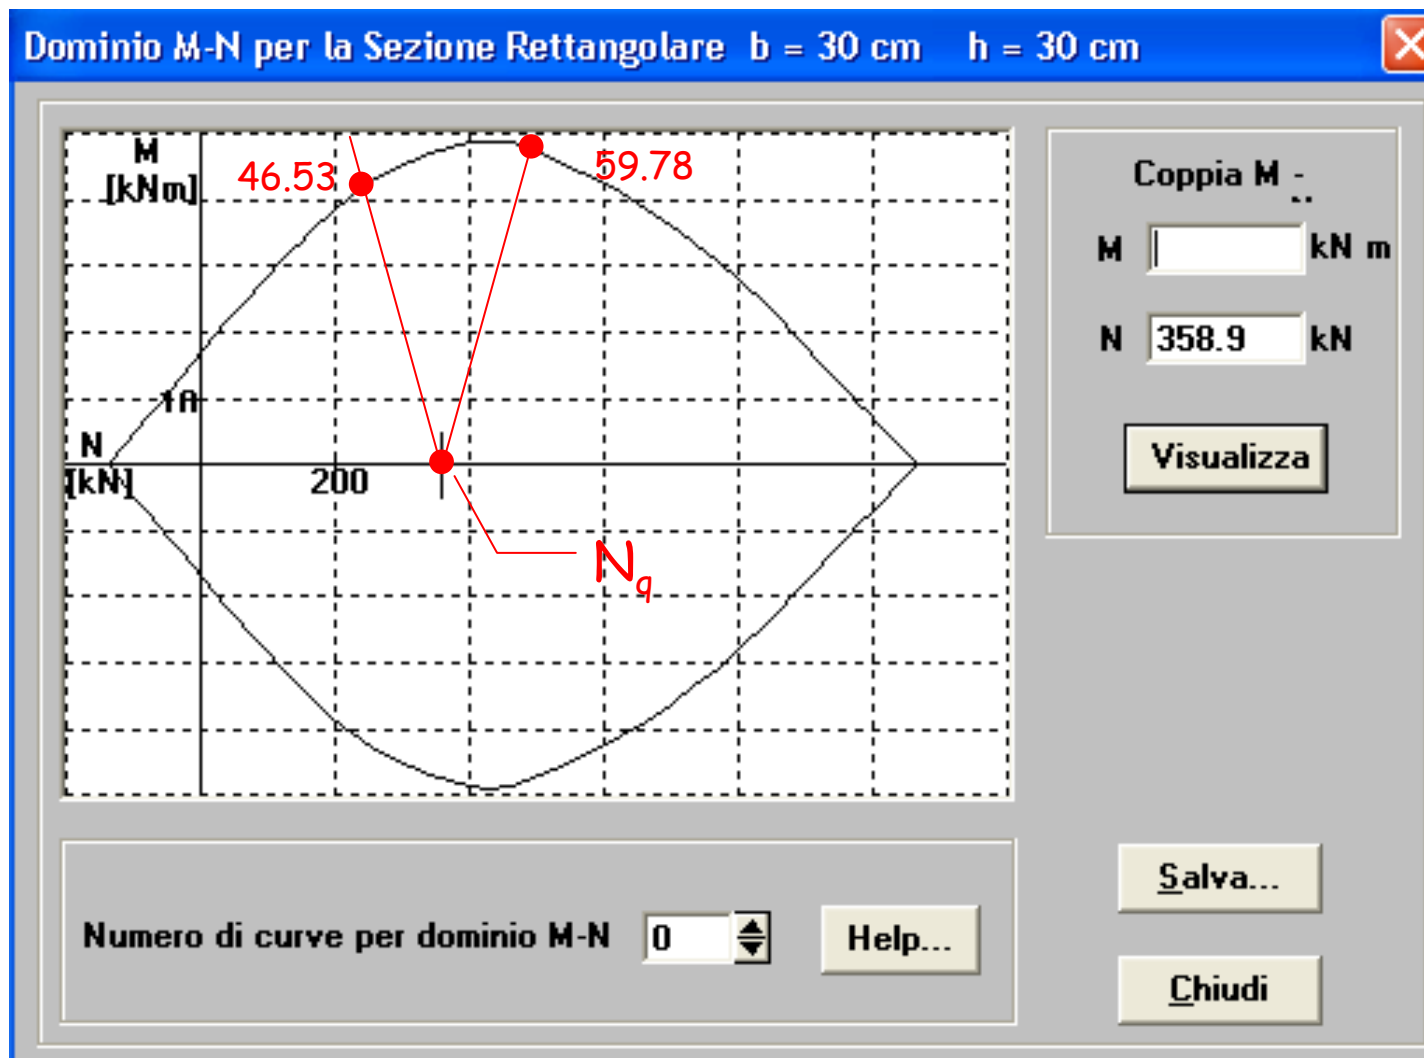 Dominio M-N per la Sezione Rettangolare b = 30 cm h = 30 cm
M
[kNm]
46.53
59.78
10
N
[kN]
200
Nq
Coppia M -
M
kN m
N 358.9 kN
Visualizza
Numero di curve per dominio M-N 0
Help...
Salva...
Chiudi